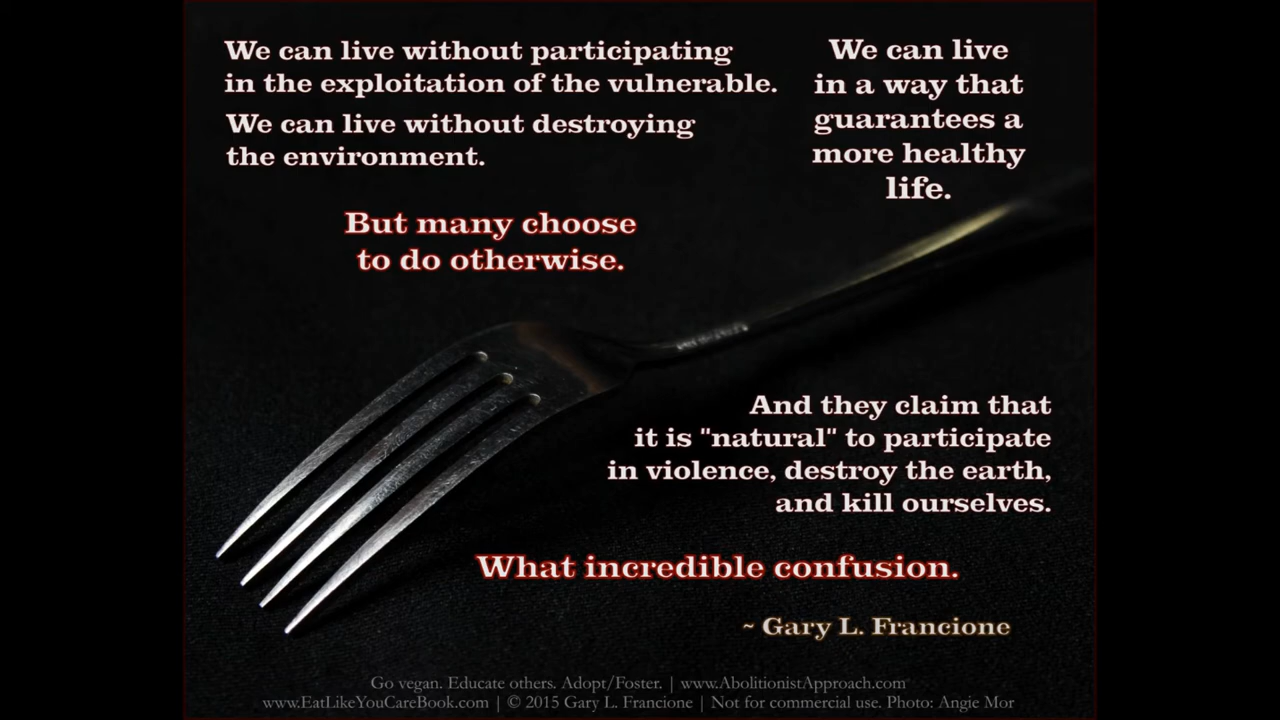 We can live without participating
in the exploitation of the vulnerable.
We can live without destroying
the environment.
We can live
in a way that
guarantees a
more healthy
life.
But many choose
to do otherwise.
And they claim that
it is "natural" to participate
in violence, destroy the earth,
and kill ourselves.
What incredible confusion.
~ Gary L. Francione
Go vegan. Educate others. Adopt/Foster. | www.AbolitionistApproach.com
www.EatLikeYouCareBook.com | © 2015 Gary L. Francione | Not for commercial use. Photo: Angie Mor